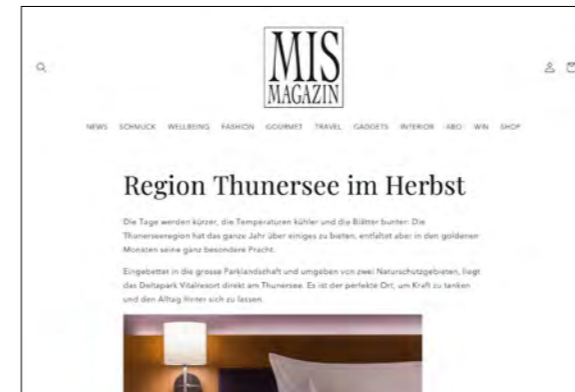 MIS
MAGAZIN
NEWS SCHMUCK WELLBEING FASHION GOURMET TRAVEL GADGETS INTERIOR ABO WIN SHOP
Region Thunersee im Herbst
Die Tage werden kürzer, die Temperaturen kühler und die Blätter bunter: Die
Thunerseeregion hat das ganze Jahr über einiges zu bieten, entfaltet aber in den goldenen
Monaten seine ganz besondere Pracht.
Eingebettet in die grosse Parklandschaft und umgeben von zwei Naturschutzgebieten, liegt
das Deltapark Vitalresort direkt am Thunersee. Es ist der perfekte Ort, um Kraft zu tanken
und den Alltag hinter sich zu lassen.